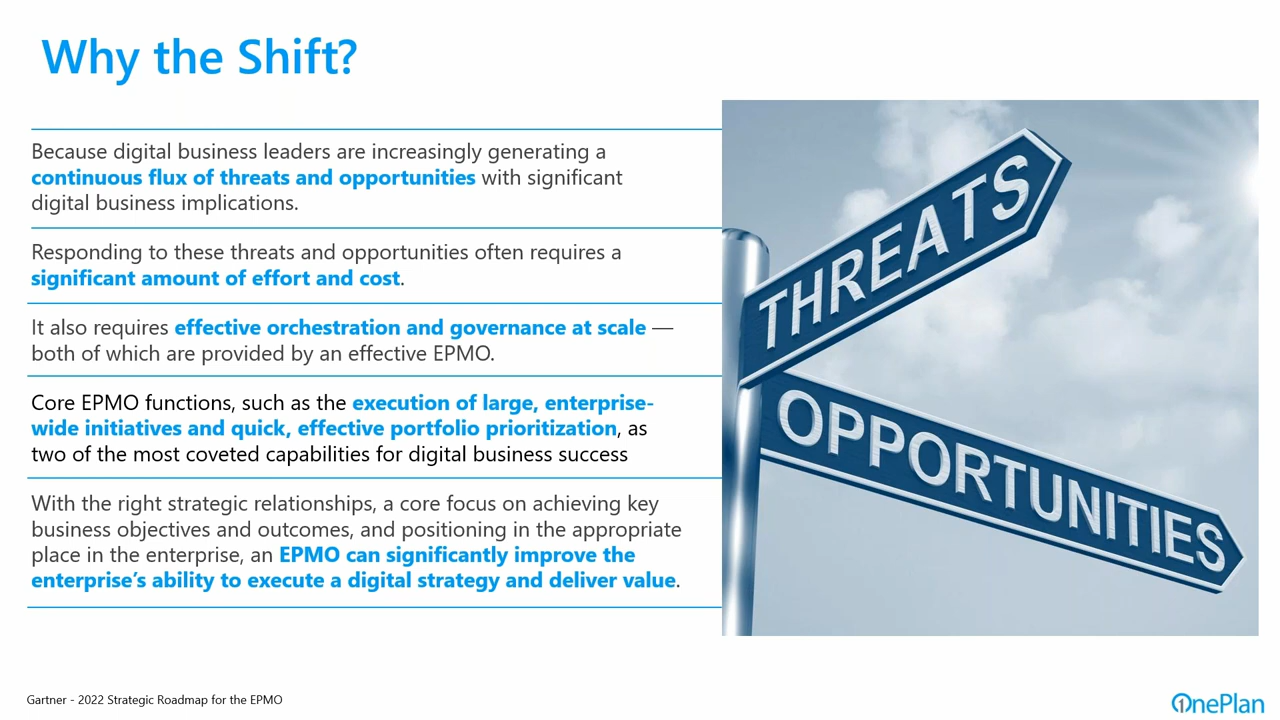 Why the Shift?
Because digital business leaders are increasingly generating a
continuous flux of threats and opportunities with significant
digital business implications.
Responding to these threats and opportunities often requires a
significant amount of effort and cost.
It also requires effective orchestration and governance at scale —
both of which are provided by an effective EPMO.
Core EPMO functions, such as the execution of large, enterprise-
wide initiatives and quick, effective portfolio prioritization, as
two of the most coveted capabilities for digital business success
With the right strategic relationships, a core focus on achieving key
business objectives and outcomes, and positioning in the appropriate
place in the enterprise, an EPMO can significantly improve the
enterprise’s ability to execute a digital strategy and deliver value.
THREATS
OPPORTUNITIES
Gartner - 2022 Strategic Roadmap for the EPMO
OnePlan